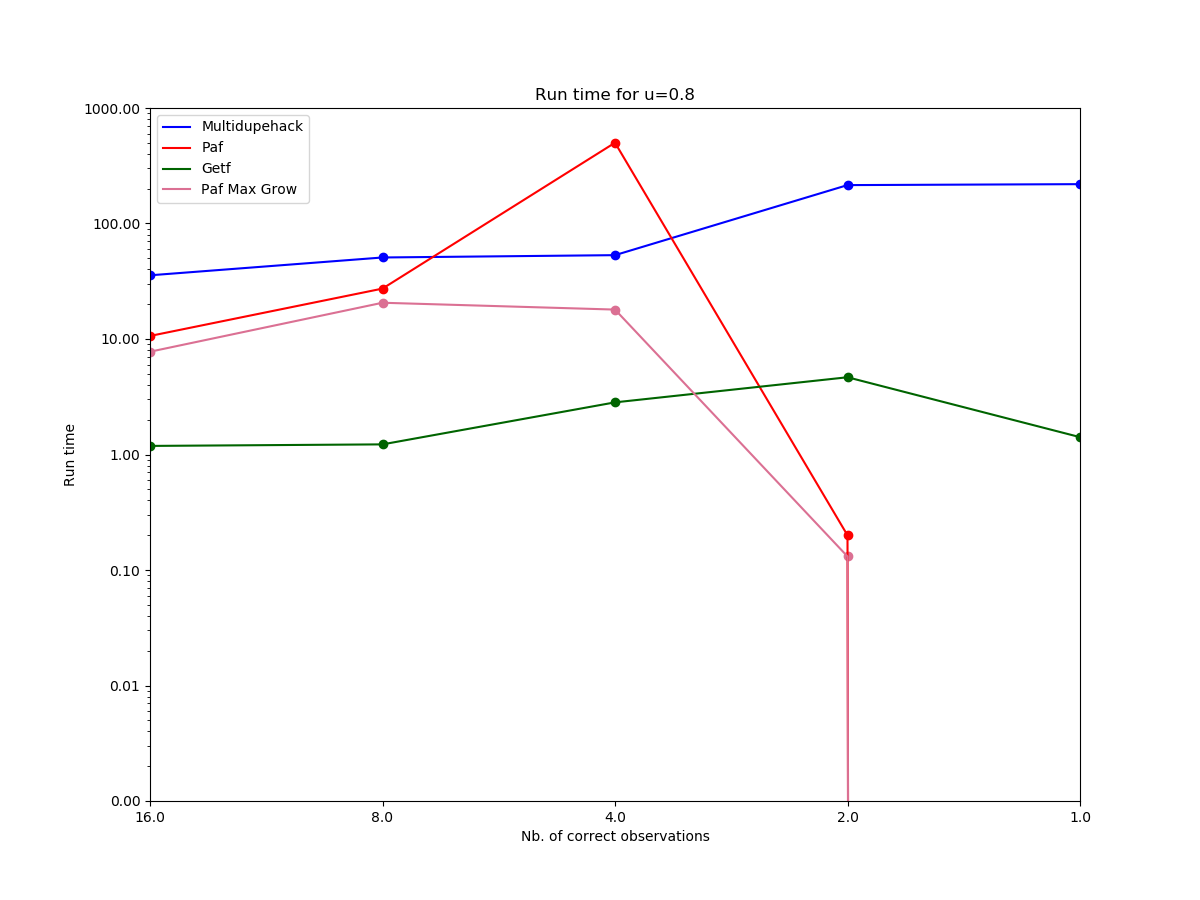 Run time for u=0.8
1000.00
100.00
10.00
1.00
0.10
0.01
0.00
Run time
Multidupehack
Paf
Getf
Paf Max Grow
16.0 8.0 4.0 2.0 1.0
Nb. of correct observations